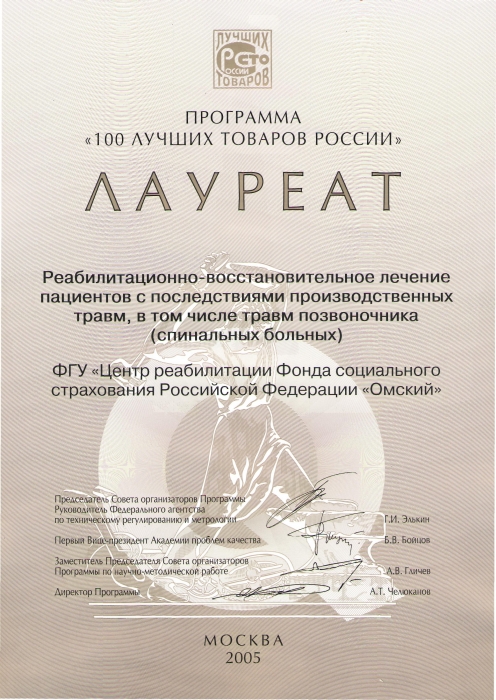 ЛУЧШИХ
РОССИИ СТО
ТОВАРОВ
ПРОГРАММА
«100 ЛУЧШИХ ТОВАРОВ РОССИИ»
ЛАУРЕАТ
Реабилитационно-восстановительное лечение
пациентов с последствиями производственных
травм, в том числе травм позвоночника
(спинальных больных)
ФГУ «Центр реабилитации Фонда социального
страхования Российской Федерации «Омский»
Председатель Совета организаторов Программы
Руководитель Федерального агентства
по техническому регулированию и метрологии Г.И. Элькин
Первый Вице-президент Академии проблем качества Б.В. Бойцов
Заместитель Председателя Совета организаторов
Программы по научно-методической работе А.В. Гличев
Директор Программы А.Т. Челюканов
МОСКВА
2005